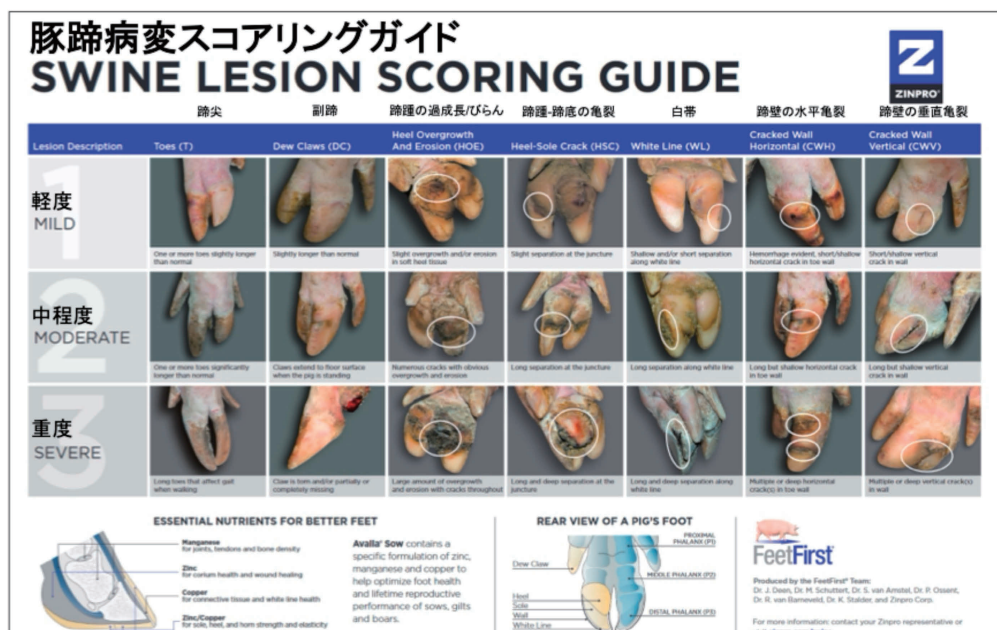 豚蹄病変スコアリングガイド
SWINE LESION SCORING GUIDE
Z
ZINPRO®
蹄尖 副蹄 蹄踵の過成長/びらん 蹄踵-蹄底の亀裂 白帯 蹄壁の水平亀裂 蹄壁の垂直亀裂
Lesion Description
Toes (T)
Dew Claws (DC)
Heel Overgrowth
And Erosion (HOE)
Heel-Sole Crack (HSC)
White Line (WL)
Cracked Wall
Horizontal (CWH)
Cracked Wall
Vertical (CWV)
1
軽度
MILD
One or more toes slightly longer
than normal
Slightly longer than normal
Slight overgrowth and/or erosion
in soft heel tissue
Slight separation at the juncture
Shallow and/or short separation
along white line
Hemorrhage evident, short/shallow
horizontal crack in toe wall
Short/shallow vertical
crack in wall
2
中程度
MODERATE
One or more toes significantly
longer than normal
Claws extend to floor surface
when the pig is standing
Numerous cracks with obvious
overgrowth and erosion
Long separation at the juncture
Long separation along white line
Long but shallow horizontal crack
in toe wall
Long but shallow vertical
crack in wall
3
重度
SEVERE
Long toes that affect gait
when walking
Claw is torn and/or partially or
completely missing
Large amount of overgrowth
and erosion with cracks throughout
Long and deep separation at the
juncture
Long and deep separation along
white line
Multiple or deep horizontal
crack(s) in toe wall
Multiple or deep vertical crack(s)
in wall
ESSENTIAL NUTRIENTS FOR BETTER FEET
Manganese
for joints, tendons and bone density
Zinc
for corium health and wound healing
Copper
for connective tissue and white line health
Zinc/Copper
for sole, heel, and horn strength and elasticity
Availa® Sow contains a
specific formulation of zinc,
manganese and copper to
help optimize foot health
and lifetime reproductive
performance of sows, gilts
and boars.
REAR VIEW OF A PIG'S FOOT
PROXIMAL
PHALANX (P1)
Dew Claw
MIDDLE PHALANX (P2)
Heel
Sole
Wall
White Line
DISTAL PHALANX (P3)
FeetFirst®
Produced by the FeetFirst® Team:
Dr. J. Deen, Dr. M. Schuttert, Dr. S. van Amstel, Dr. P. Ossent,
Dr. R. van Barneveld, Dr. K. Stalder, and Zinpro Corp.
For more information: contact your Zinpro representative or